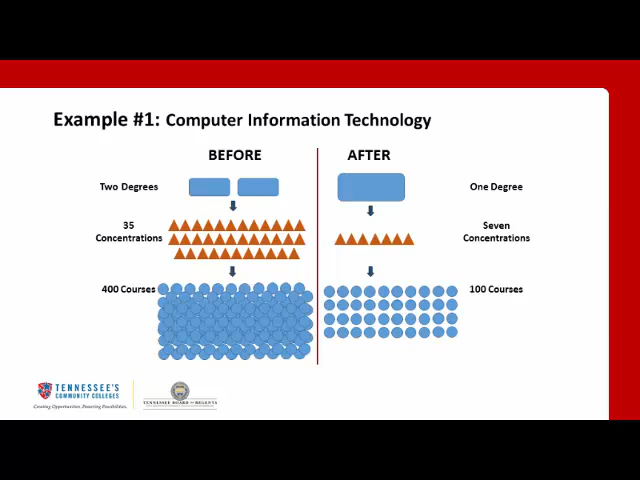 Example #1: Computer Information Technology
BEFORE
AFTER
Two Degrees
One Degree
35
Concentrations
Seven
Concentrations
400 Courses
100 Courses
TENNESSEE'S
COMMUNITY COLLEGES
Creating Opportunities. Powering Possibilities.
TENNESSEE BOARD OF REGENTS